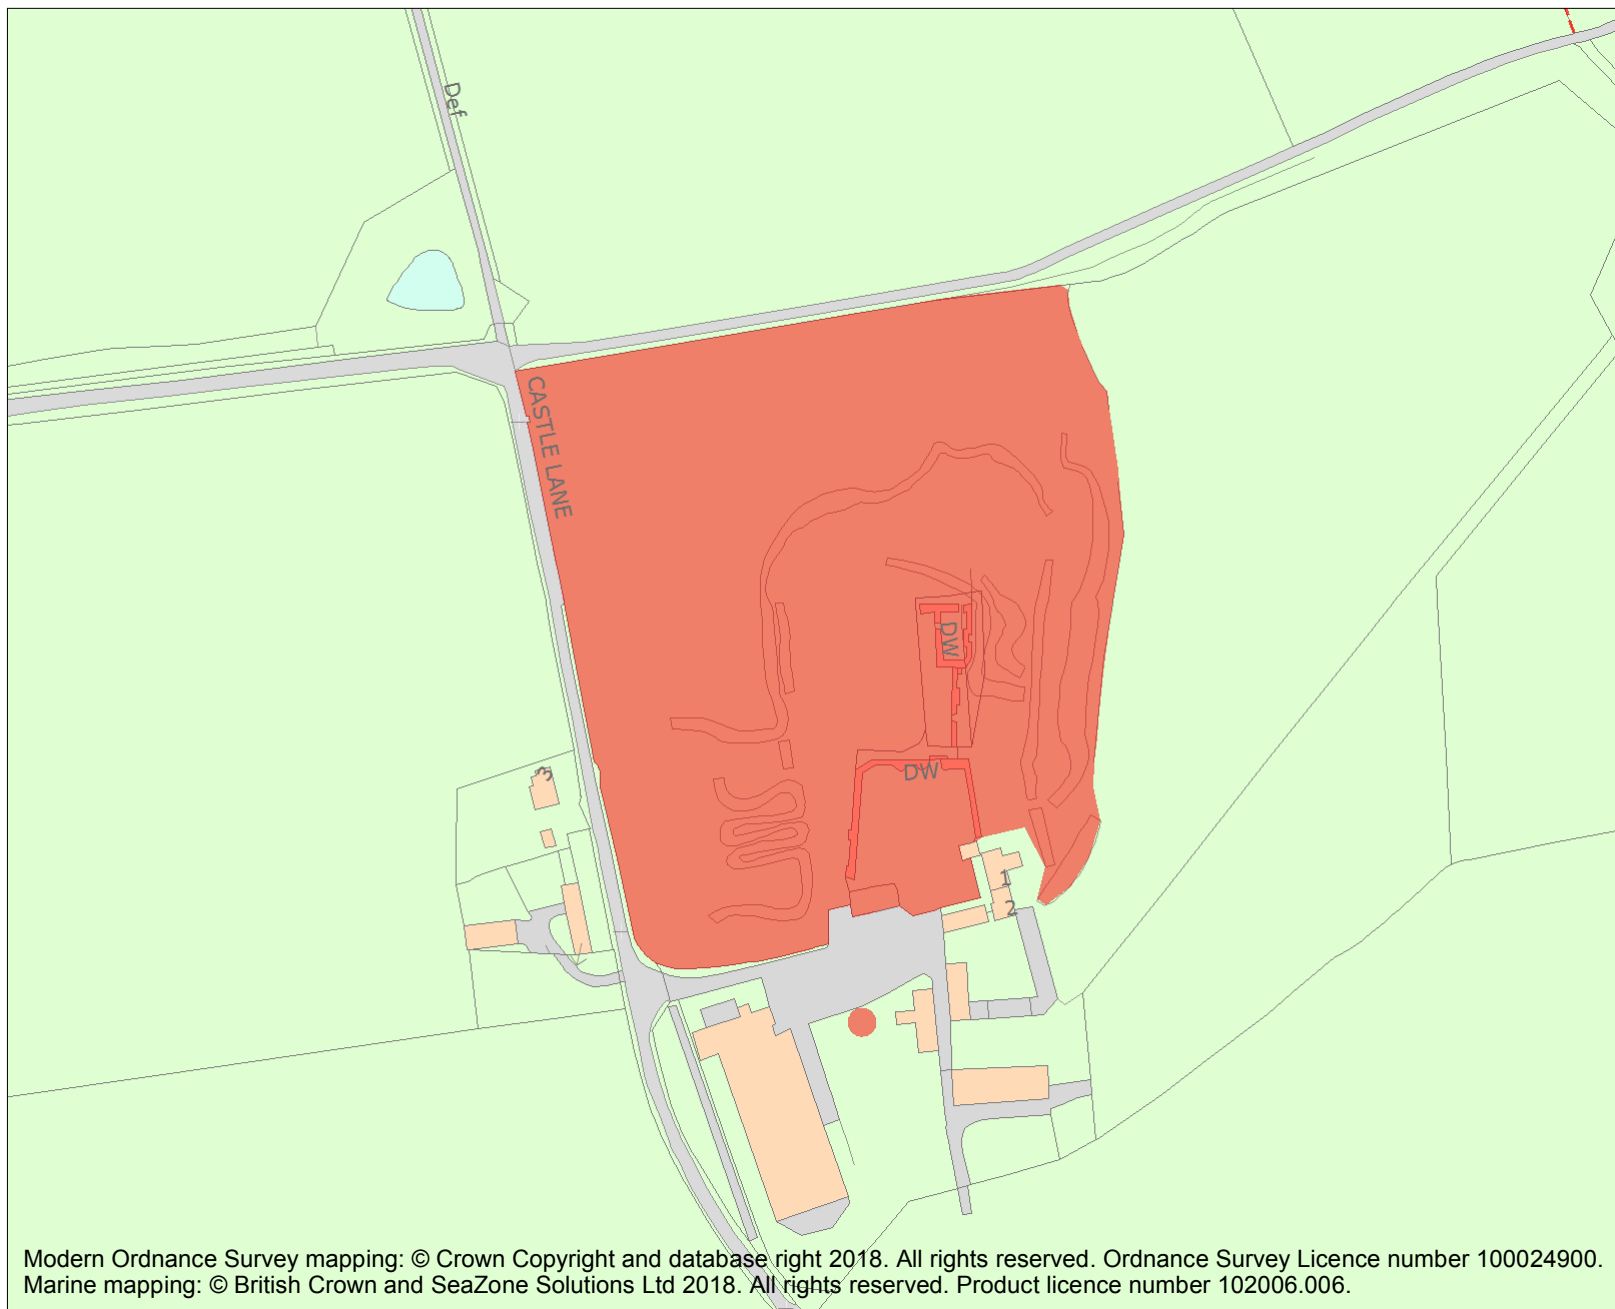 Def
CASTLE LANE
DW
DW
3
1
2
Modern Ordnance Survey mapping: © Crown Copyright and database right 2018. All rights reserved. Ordnance Survey Licence number 100024900.
Marine mapping: © British Crown and SeaZone Solutions Ltd 2018. All rights reserved. Product licence number 102006.006.